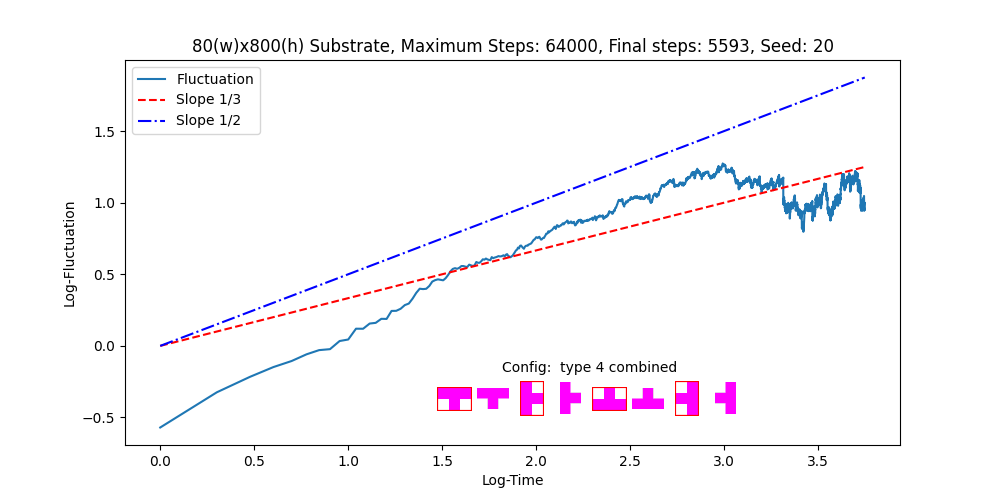 80(w)x800(h) Substrate, Maximum Steps: 64000, Final steps: 5593, Seed: 20
Fluctuation
Slope 1/3
Slope 1/2
Log-Fluctuation
1.5
1.0
0.5
0.0
−0.5
Config:  type 4 combined
0.0 0.5 1.0 1.5 2.0 2.5 3.0 3.5
Log-Time